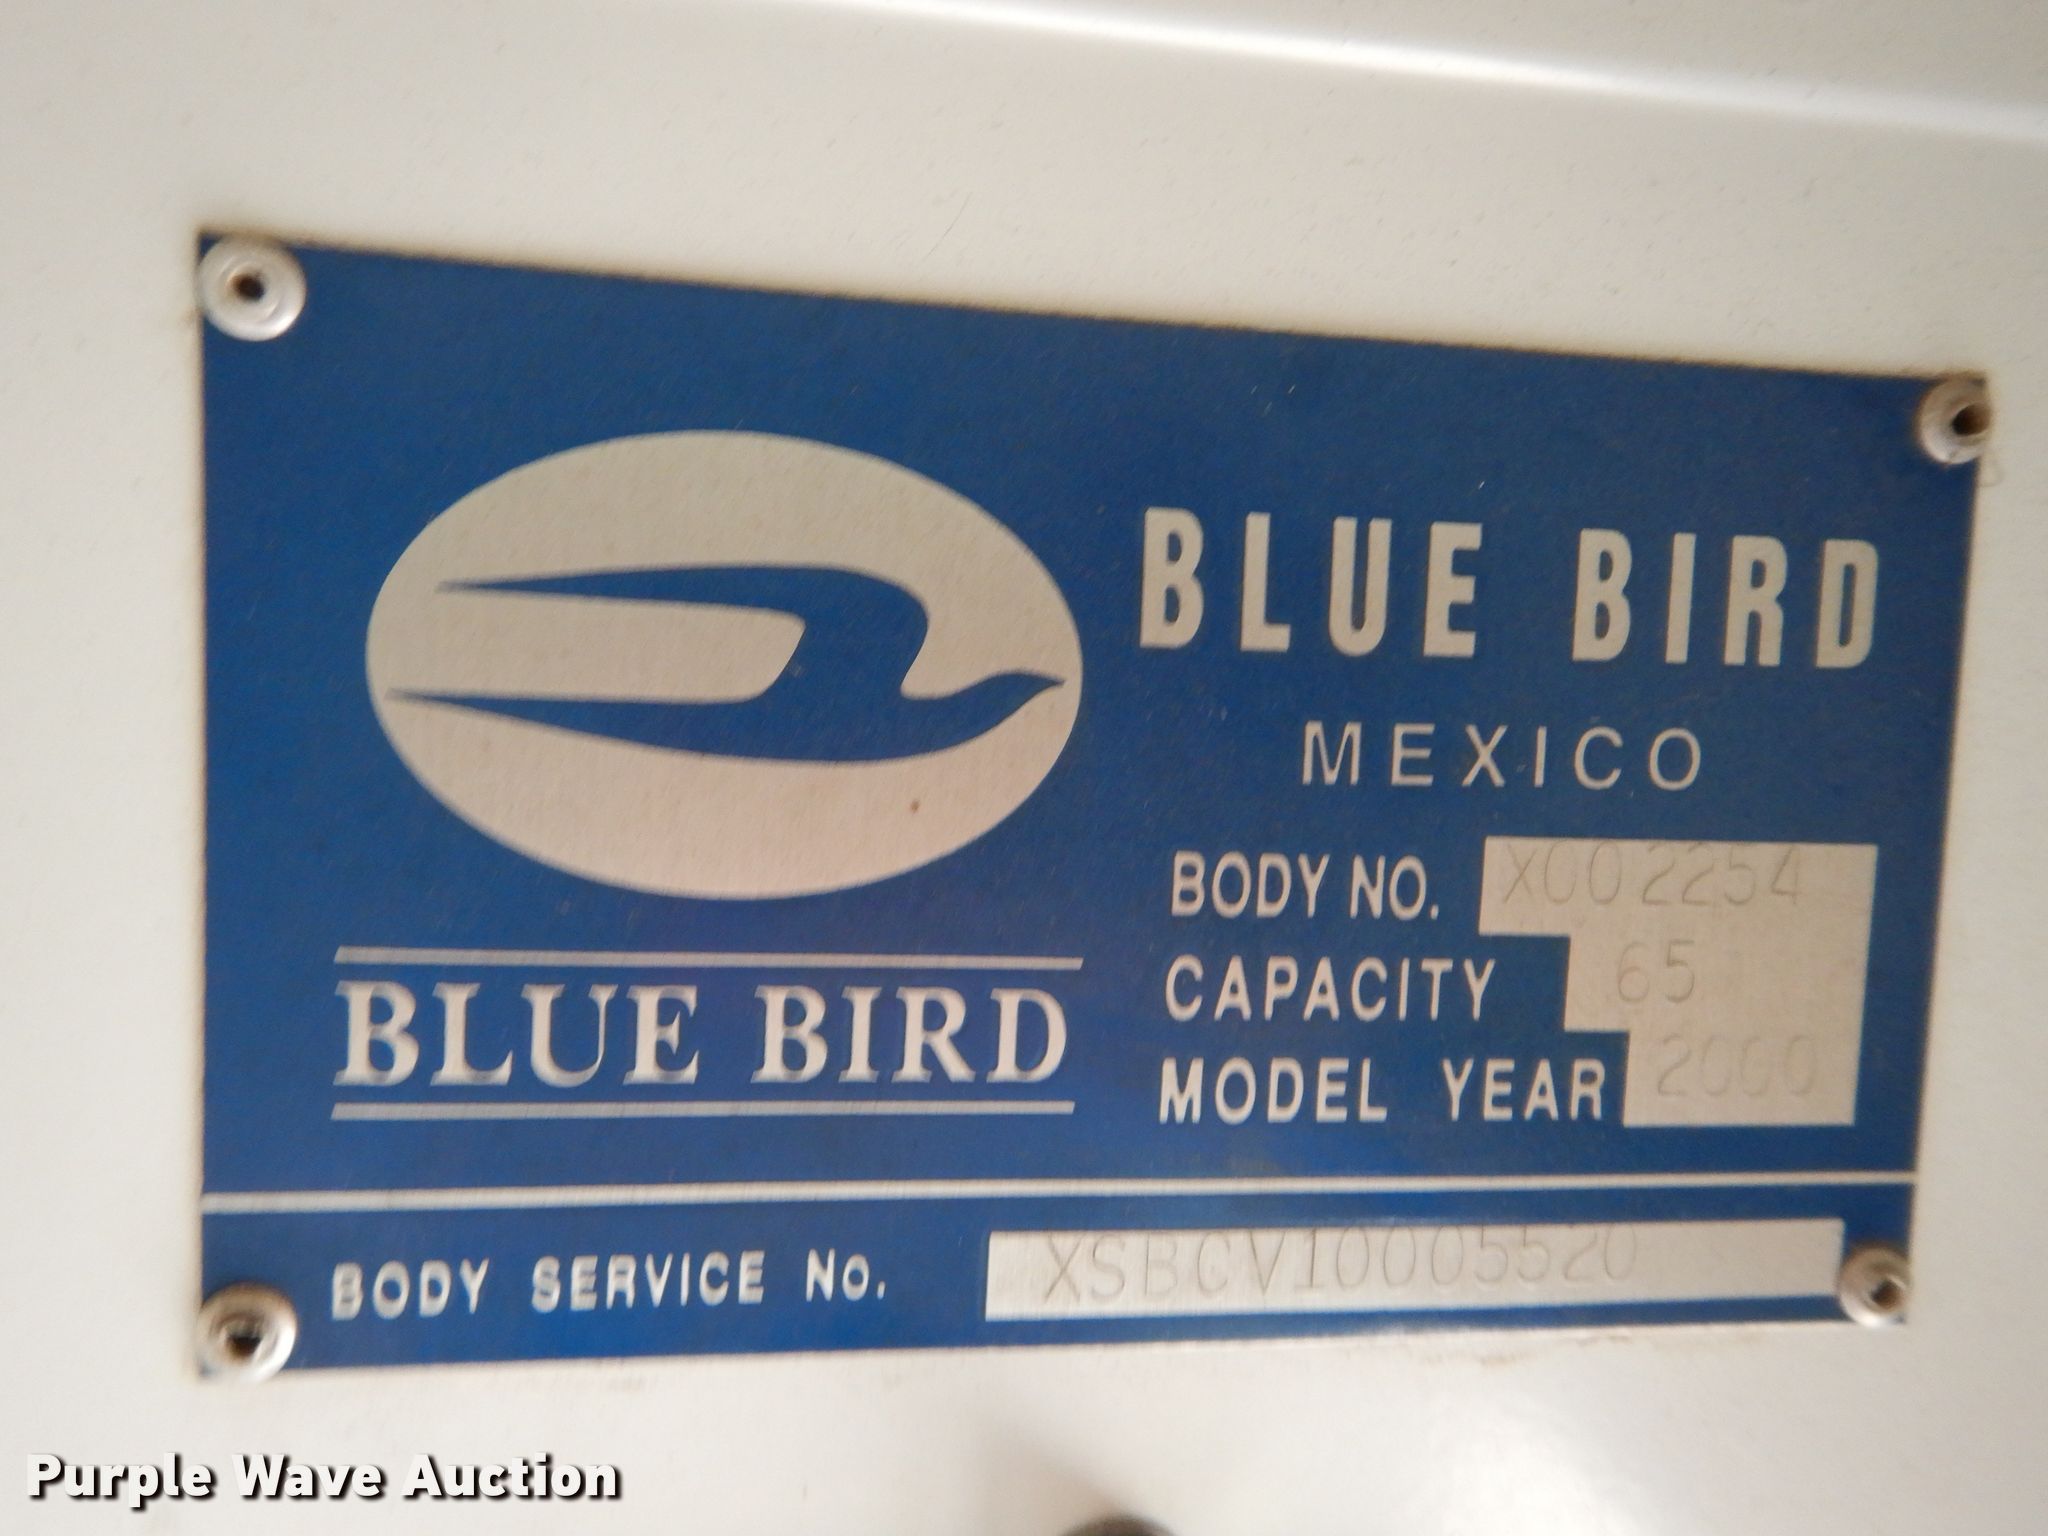 BLUE BIRD
MEXICO
BODY NO. X002254
CAPACITY 65
MODEL YEAR 2000
BLUE BIRD
BODY SERVICE No. XSBCV10005520
Purple Wave Auction